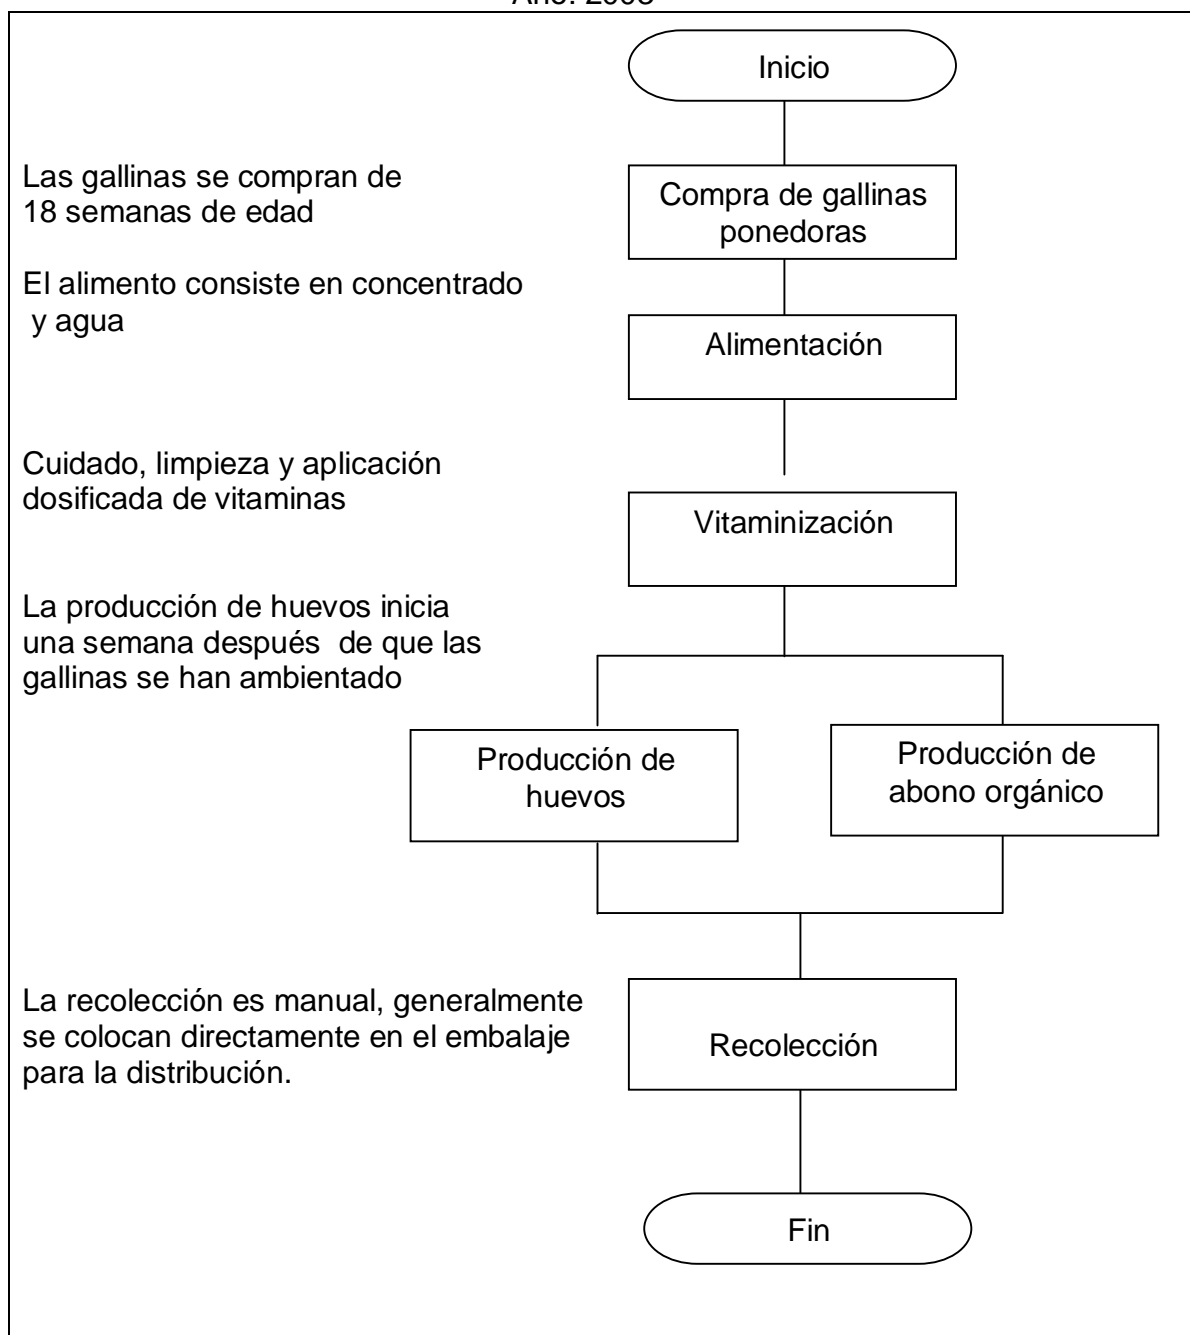 Inicio
Las gallinas se compran de
18 semanas de edad
Compra de gallinas
ponedoras
El alimento consiste en concentrado
y agua
Alimentación
Cuidado, limpieza y aplicación
dosificada de vitaminas
Vitaminización
La producción de huevos inicia
una semana después de que las
gallinas se han ambientado
Producción de
huevos
Producción de
abono orgánico
La recolección es manual, generalmente
se colocan directamente en el embalaje
para la distribución.
Recolección
Fin